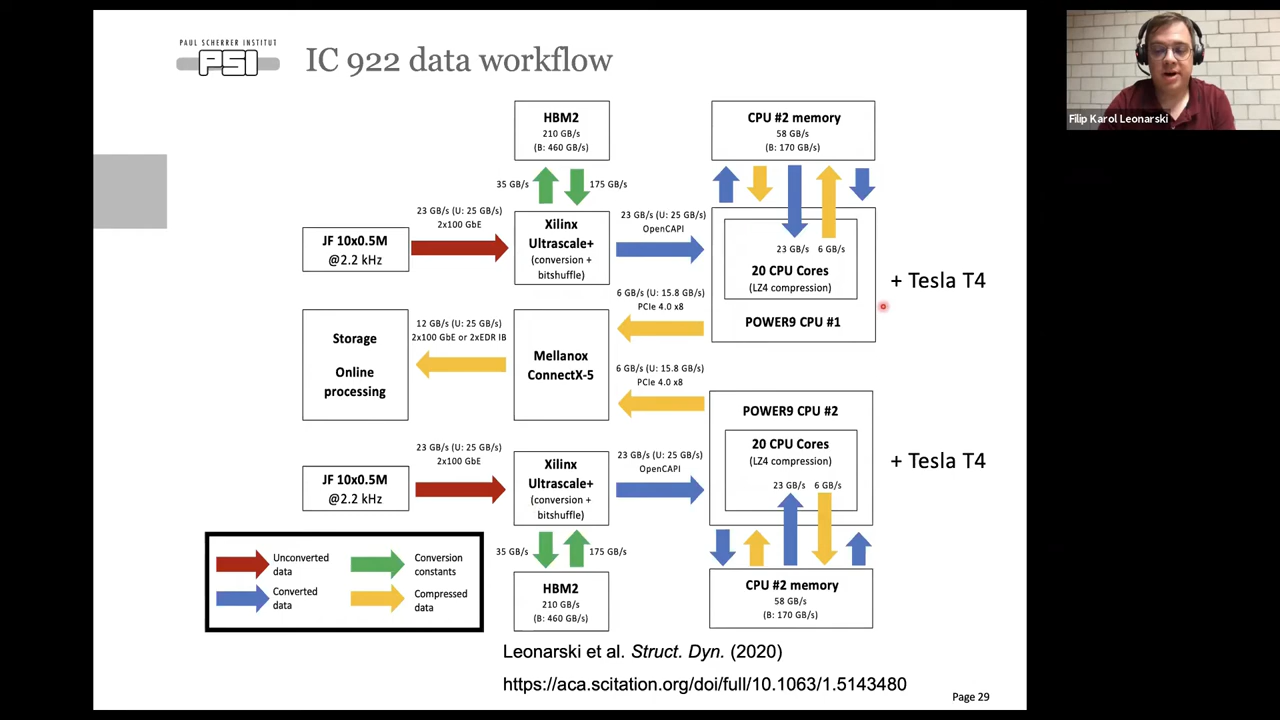 PAUL SCHERRER INSTITUT
PSI
IC 922 data workflow
Filip Karol Leonarski
HBM2
210 GB/s
(B: 460 GB/s)
CPU #2 memory
58 GB/s
(B: 170 GB/s)
35 GB/s
175 GB/s
23 GB/s (U: 25 GB/s)
2x100 GbE
JF 10x0.5M
@2.2 kHz
Xilinx
Ultrascale+
(conversion +
bitshuffle)
23 GB/s (U: 25 GB/s)
OpenCAPI
23 GB/s
6 GB/s
20 CPU Cores
(LZ4 compression)
POWER9 CPU #1
+ Tesla T4
6 GB/s (U: 15.8 GB/s)
PCIe 4.0 x8
12 GB/s (U: 25 GB/s)
2x100 GbE or 2xEDR IB
Storage
Online
processing
Mellanox
ConnectX-5
6 GB/s (U: 15.8 GB/s)
PCIe 4.0 x8
POWER9 CPU #2
20 CPU Cores
(LZ4 compression)
23 GB/s
6 GB/s
+ Tesla T4
23 GB/s (U: 25 GB/s)
2x100 GbE
JF 10x0.5M
@2.2 kHz
Xilinx
Ultrascale+
(conversion +
bitshuffle)
23 GB/s (U: 25 GB/s)
OpenCAPI
35 GB/s
175 GB/s
HBM2
210 GB/s
(B: 460 GB/s)
CPU #2 memory
58 GB/s
(B: 170 GB/s)
Unconverted
data
Conversion
constants
Converted
data
Compressed
data
Leonarski et al. Struct. Dyn. (2020)
https://aca.scitation.org/doi/full/10.1063/1.5143480
Page 29